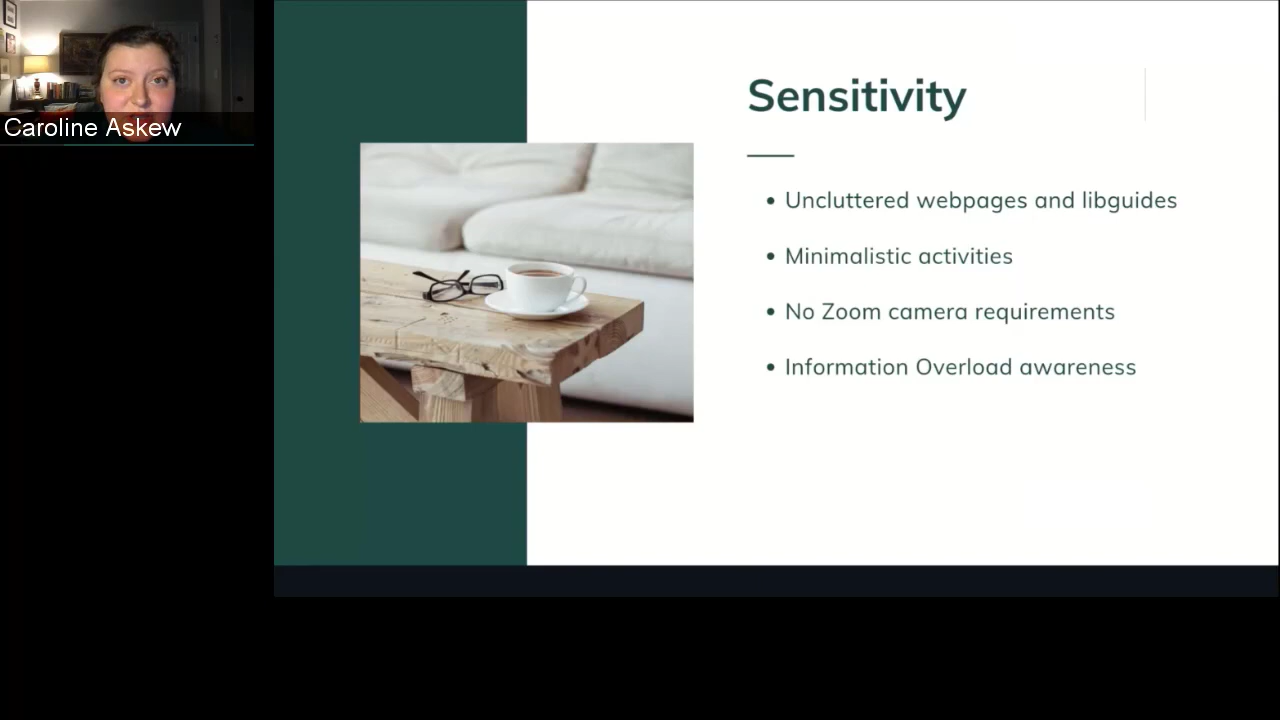 Caroline Askew
Sensitivity
• Uncluttered webpages and libguides
• Minimalistic activities
• No Zoom camera requirements
• Information Overload awareness